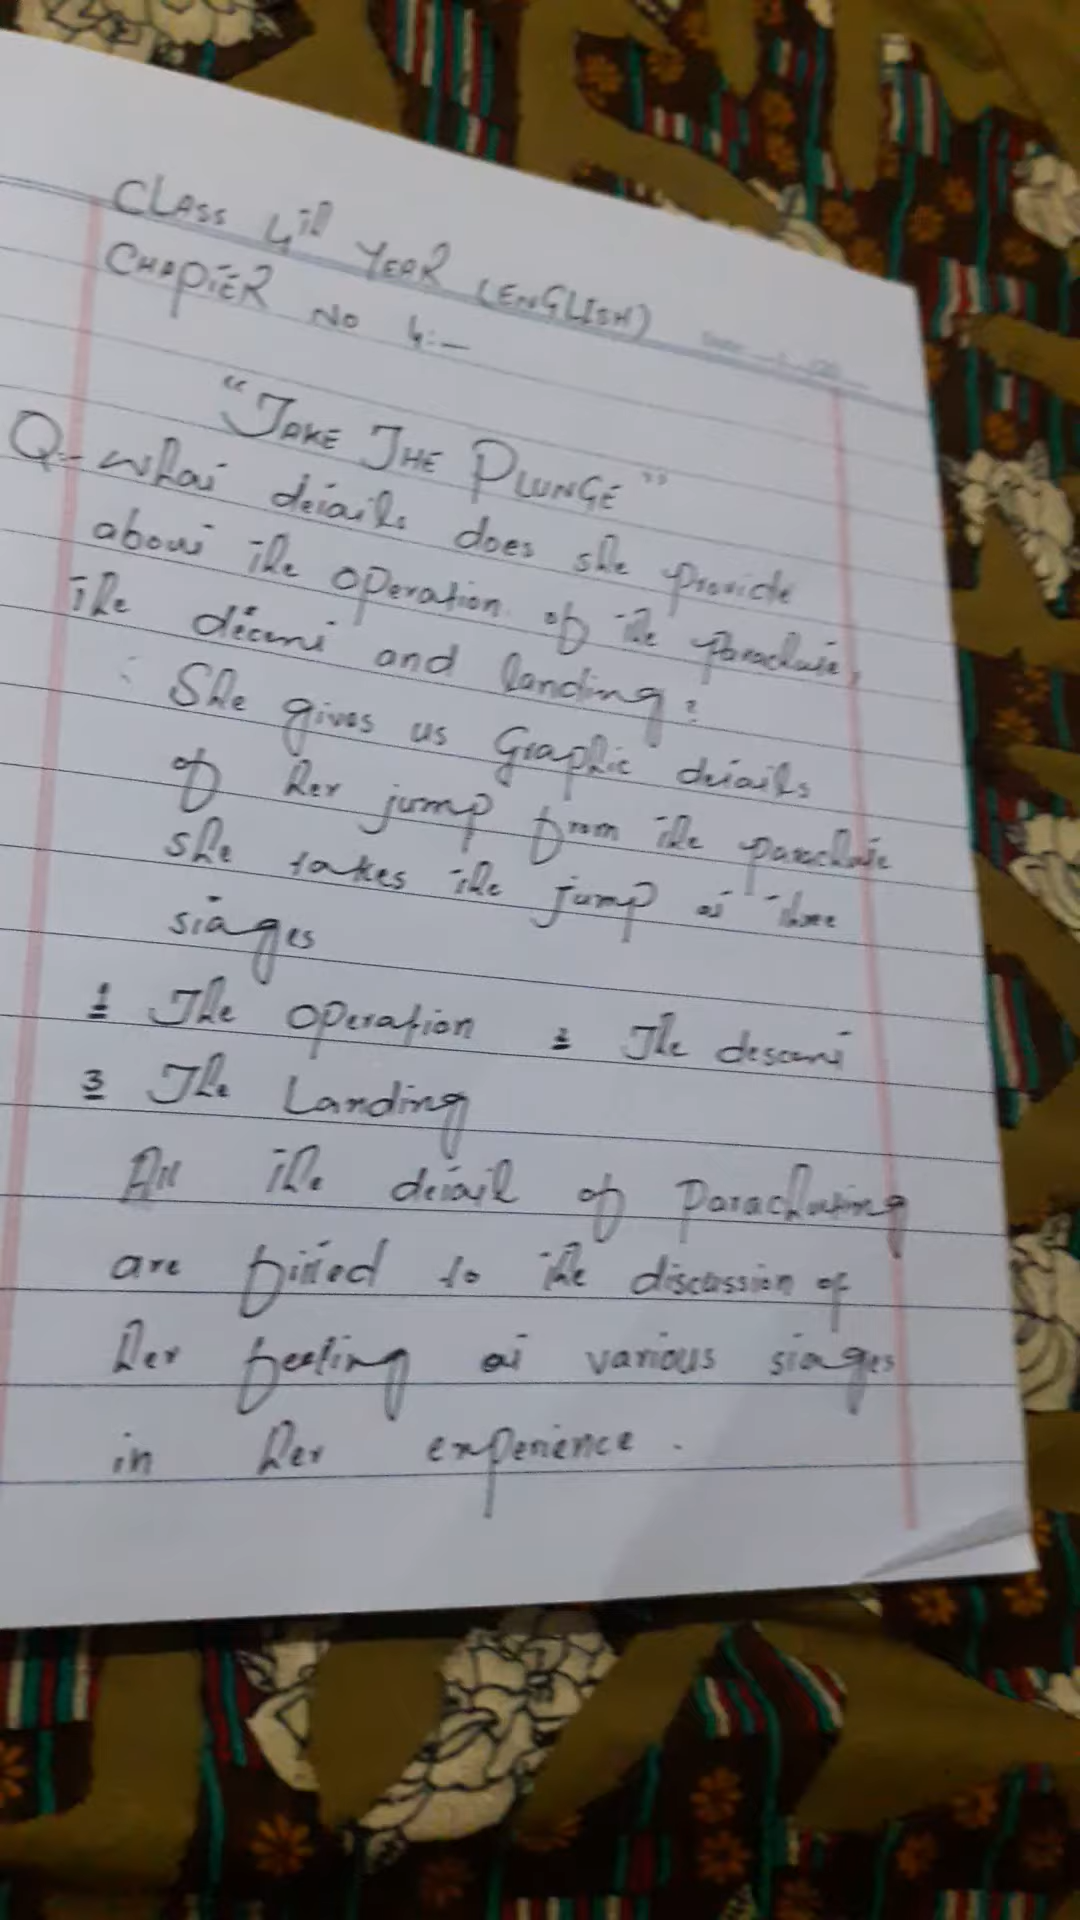 CLASS 4th YEAR (ENGLISH)
CHAPTER No 4:-
"TAKE THE PLUNGE"
Q- What details does she provide
about the operation of the parachute,
the decent and landing?
She gives us Graphic details
of her jump from the parachute
she takes the jump at three
stages
1 The operation 2 The descent
3 The Landing
All the detail of Parachuting
are fitted to the discussion of
her feeling at various stages
in her experience.